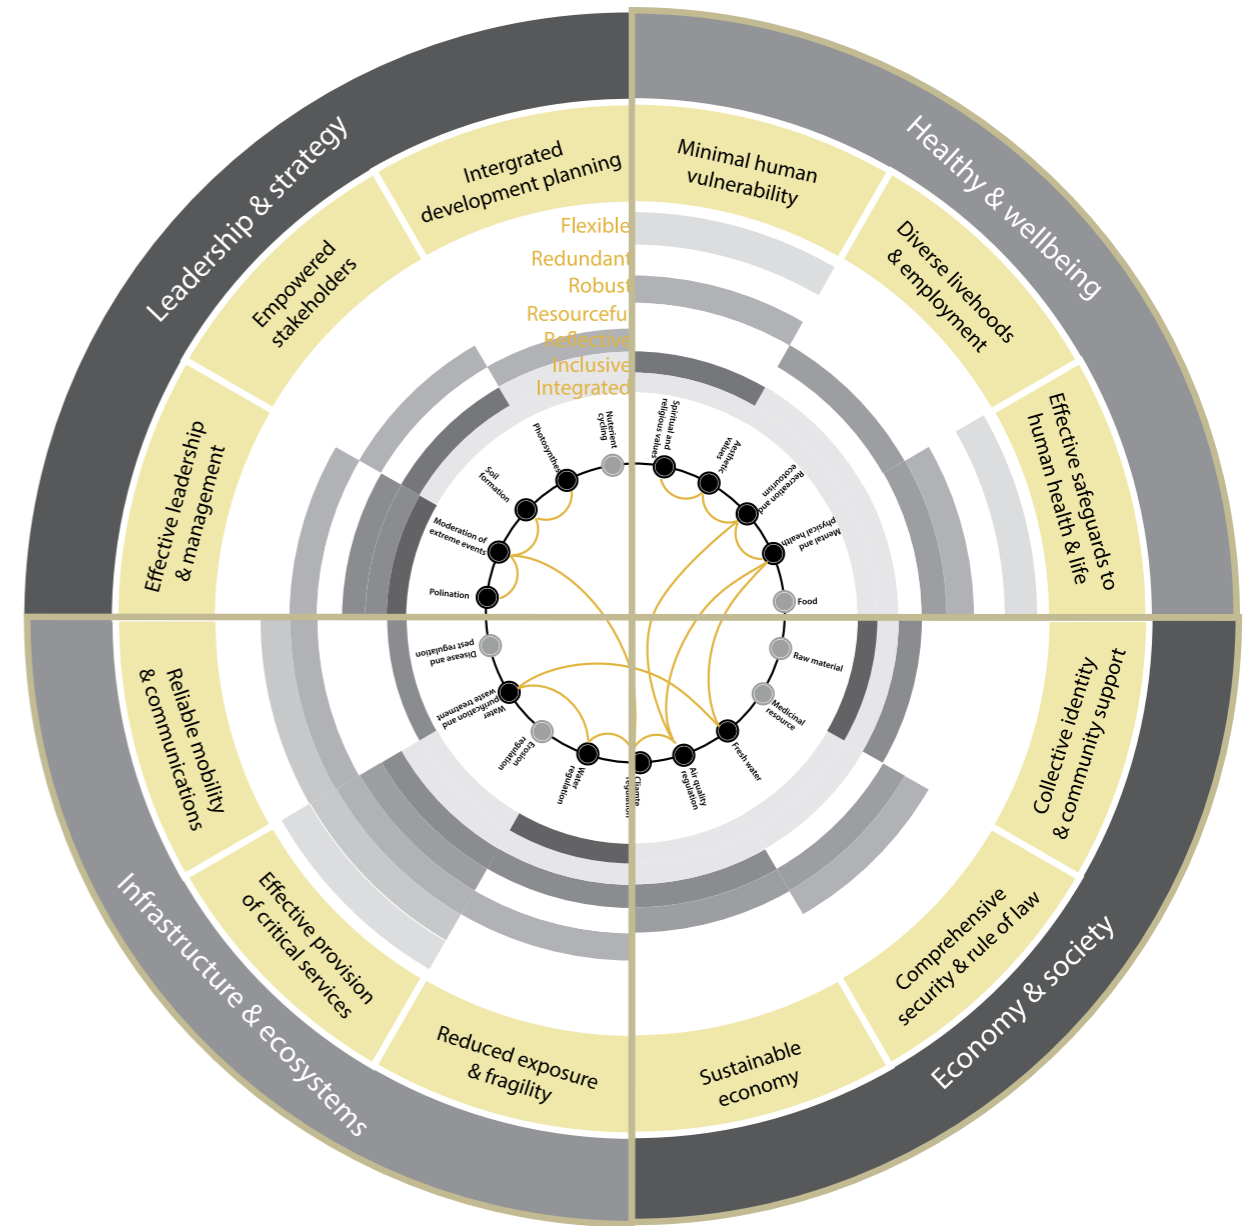 Leadership & strategy
Healthy & wellbeing
Economy & society
Infrastructure & ecosystems
Intergrated
development planning
Empowered
stakeholders
Effective leadership
& management
Minimal human
vulnerability
Diverse livehoods
& employment
Effective safeguards to
human health & life
Collective identity
& community support
Comprehensive
security & rule of law
Sustainable
economy
Reduced exposure
& fragility
Effective provision
of critical services
Reliable mobility
& communications
Flexible
Redundant
Robust
Resourceful
Reflective
Inclusive
Integrated
Nuterient
cycling
Spiritual and
religious values
Aesthetic
values
Recreation and
ecotourism
Mental and
physical health
Food
Raw material
Medicinal
resource
Fresh water
Air quality
regulation
Cliamte
regulation
Water
regulation
Erosion
regulation
Water
purification and
waste treatment
Disease and
pest regulation
Polination
Moderation of
extreme events
Soil
formation
Photosynthes